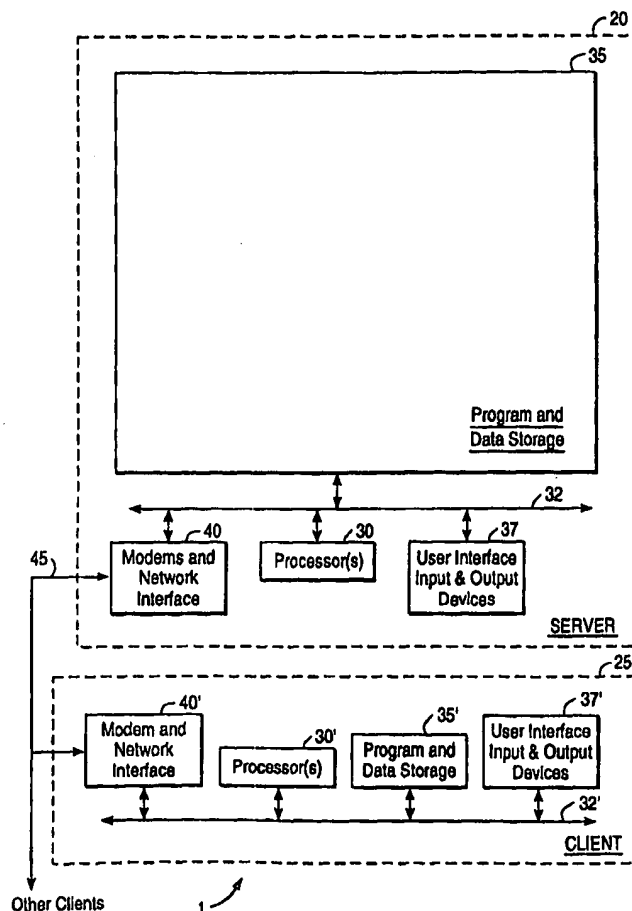 20
35
Program and
Data Storage
32
40
30
37
45
Modems and
Network
Interface
Processor(s)
User Interface
Input & Output
Devices
SERVER
25
40'
30'
35'
37'
Modem and
Network
Interface
Processor(s)
Program and
Data Storage
User Interface
Input & Output
Devices
32'
CLIENT
Other Clients
1